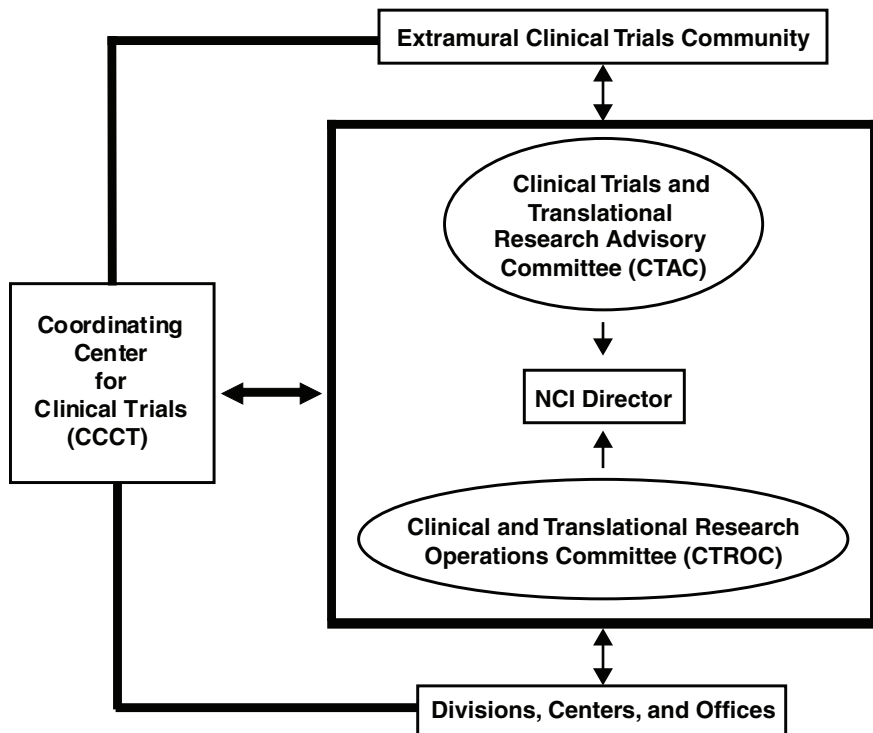 Extramural Clinical Trials Community
Clinical Trials and
Translational
Research Advisory
Committee (CTAC)
Coordinating
Center
for
Clinical Trials
(CCCT)
NCI Director
Clinical and Translational Research
Operations Committee (CTROC)
Divisions, Centers, and Offices